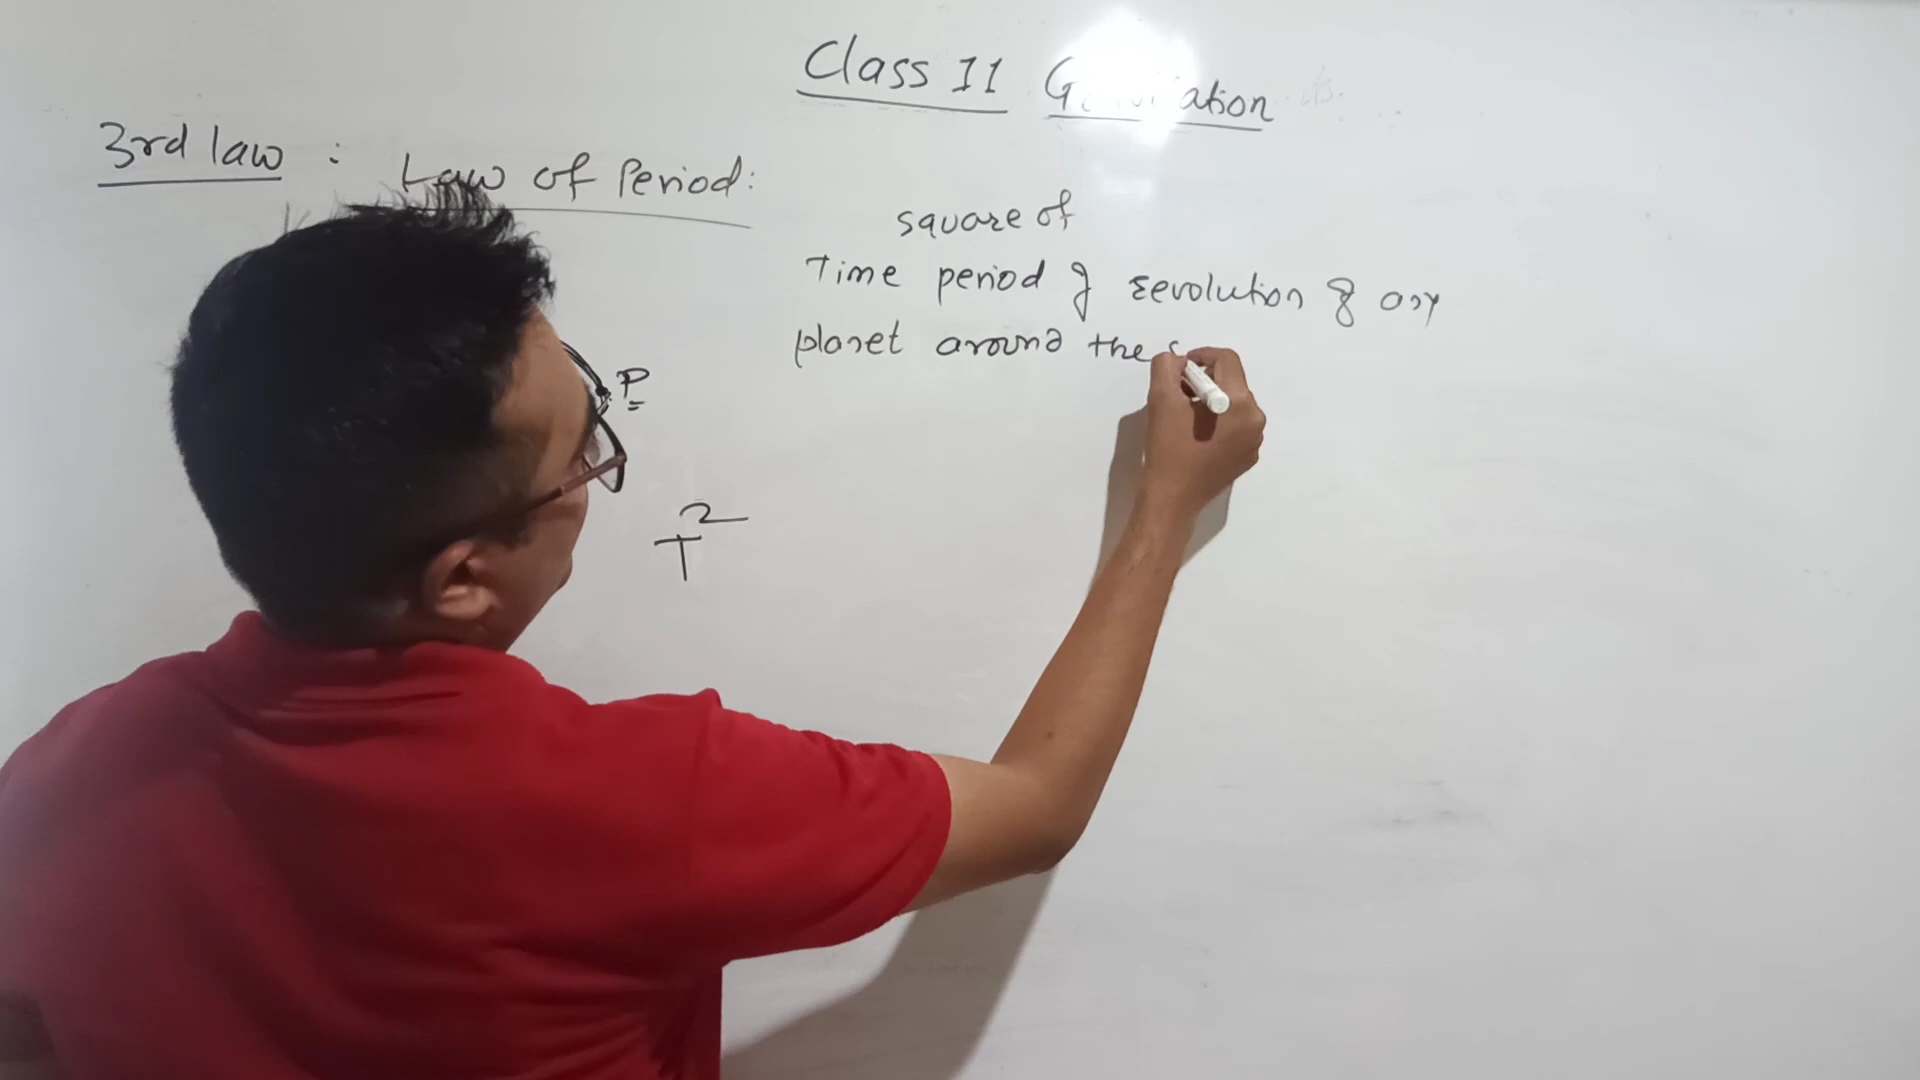 Class 11 Gravitation
3rd law : Law of Period:
square of
Time period of revolution of any
planet around the s
P
T²